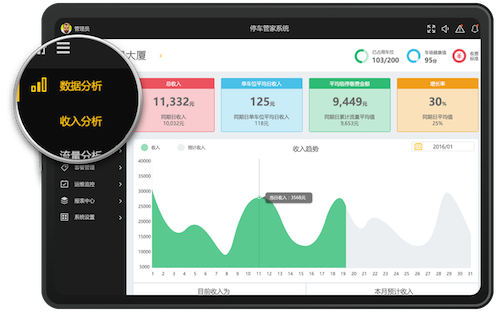 管理员
停车管家系统
大厦
已占用车位
103/200
车场健康值
95分
收费
标准
数据分析
收入分析
流量分析
客餐管理
运维监控
报表中心
系统设置
总收入
11,332元
同期日收入
10,032元
单车位平均日收入
125元
同期日单车位平均日收入
118元
平均临停缴费金额
9,449元
同期日累计流量平均值
9,653元
增长率
30%
同期日平均值
25%
收入
预计收入
收入趋势
2016/01
40000
35000
30000
25000
20000
15000
10000
5000
当日收入：3568元
1 2 3 4 5 6 7 8 9 10 11 12 13 14 15 16 17 18 19 20 21 22 23 24 25 26 27 28 29 30 31
目前收入为
本月预计收入